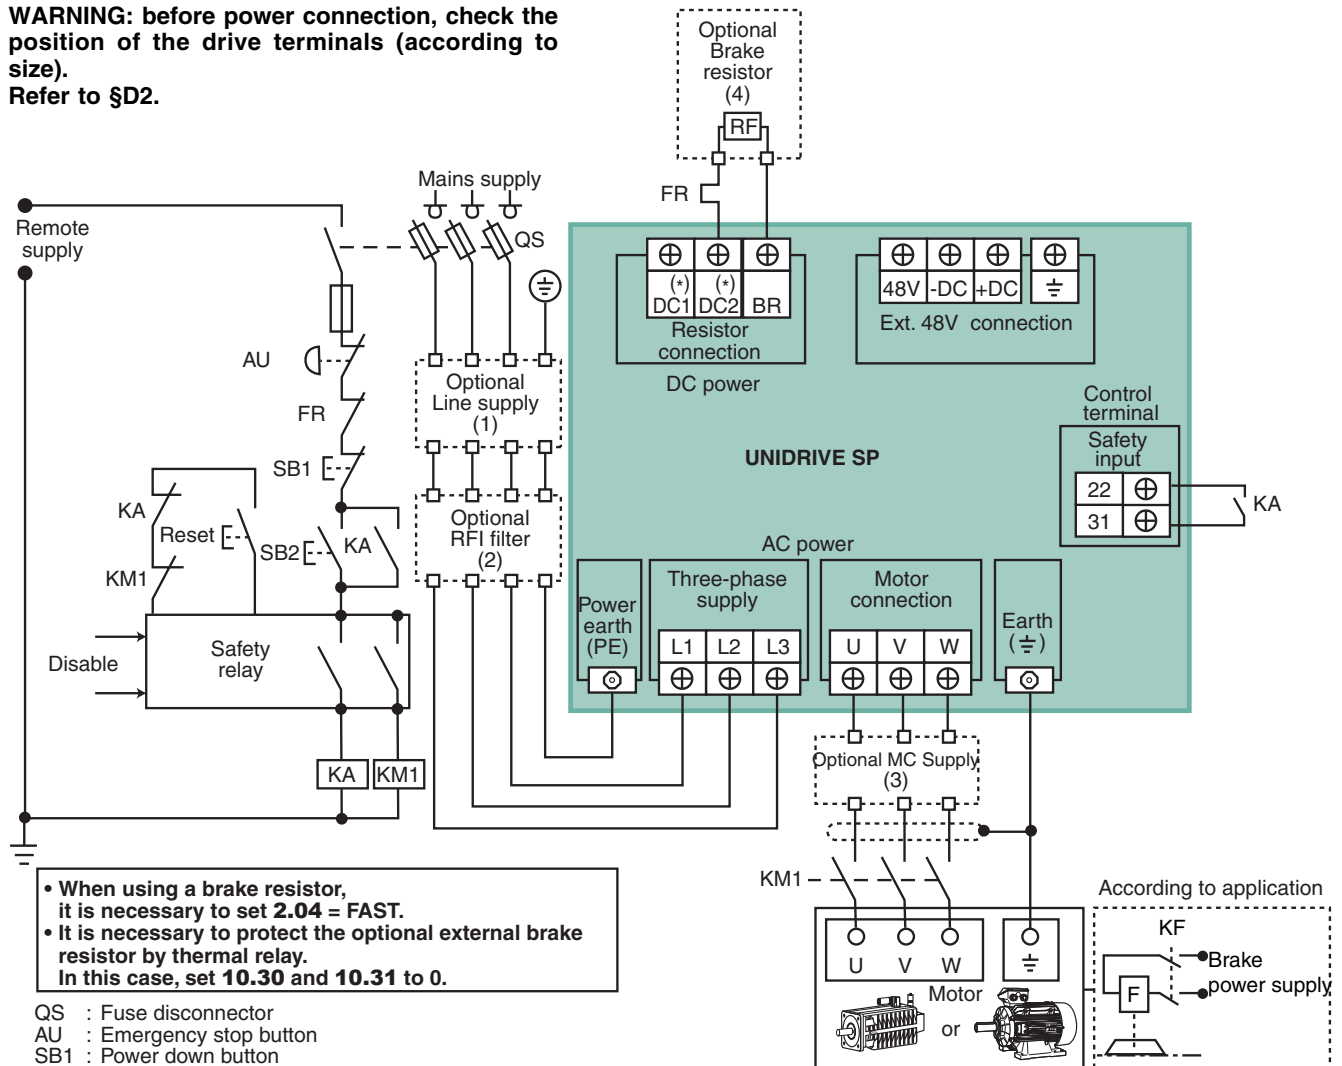 WARNING: before power connection, check the
position of the drive terminals (according to
size).
Refer to §D2.
Optional
Brake
resistor
(4)
RF
FR
Mains supply
QS
Remote
supply
AU
FR
SB1
KA
Reset
SB2
KA
KM1
Disable
Safety
relay
KA
KM1
Optional
Line supply
(1)
Optional
RFI filter
(2)
(*)
DC1
(*)
DC2
BR
Resistor
connection
DC power
48V
-DC
+DC
Ext. 48V connection
Control
terminal
Safety
input
22
31
KA
UNIDRIVE SP
AC power
Power
earth
(PE)
Three-phase
supply
L1
L2
L3
Motor
connection
U
V
W
Earth
(⏚)
Optional MC Supply
(3)
KM1
U
V
W
Motor
or
According to application
KF
F
Brake
power supply
• When using a brake resistor,
it is necessary to set 2.04 = FAST.
• It is necessary to protect the optional external brake
resistor by thermal relay.
In this case, set 10.30 and 10.31 to 0.
QS : Fuse disconnector
AU : Emergency stop button
SB1 : Power down button